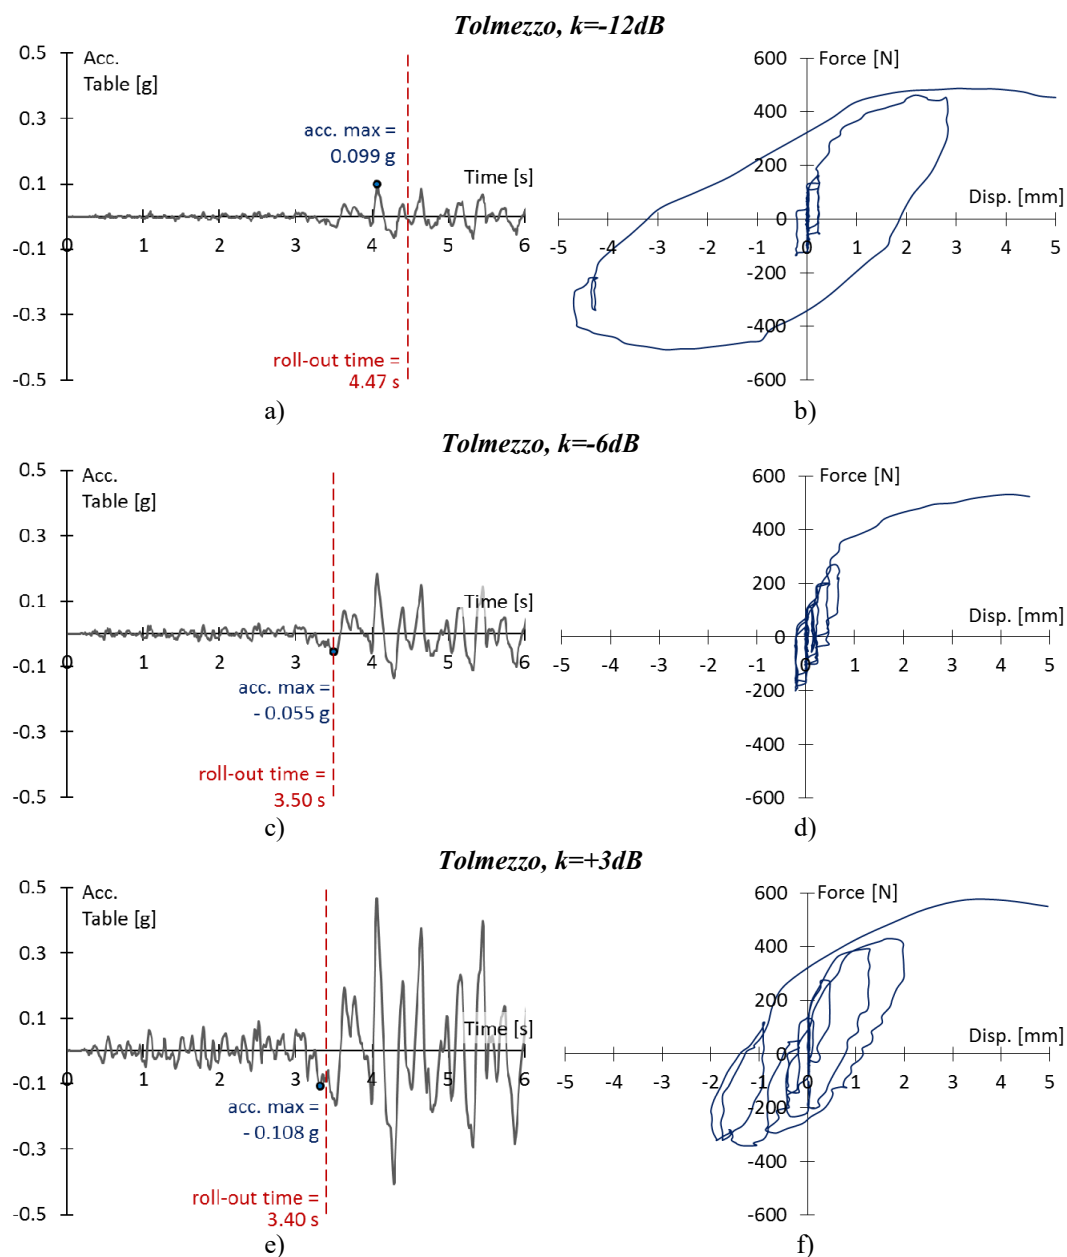 Tolmezzo, k=-12dB
0.5
Acc.
Table [g]
0.3
acc. max =
0.099 g
0.1
Time [s]
-0.1
0 1 2 3 4 5 6
-0.3
roll-out time =
4.47 s
-0.5
a)
600
Force [N]
400
200
Disp. [mm]
0
-5 -4 -3 -2 -1 0 1 2 3 4 5
-200
-400
-600
b)
Tolmezzo, k=-6dB
0.5
Acc.
Table [g]
0.3
0.1
Time [s]
-0.1
0 1 2 3 4 5 6
acc. max =
- 0.055 g
-0.3
roll-out time =
3.50 s
-0.5
c)
600
Force [N]
400
200
Disp. [mm]
0
-5 -4 -3 -2 -1 0 1 2 3 4 5
-200
-400
-600
d)
Tolmezzo, k=+3dB
0.5
Acc.
Table [g]
0.3
0.1
Time [s]
-0.1
0 1 2 3 4 5 6
acc. max =
- 0.108 g
-0.3
roll-out time =
3.40 s
-0.5
e)
600
Force [N]
400
200
Disp. [mm]
0
-5 -4 -3 -2 -1 0 1 2 3 4 5
-200
-400
-600
f)